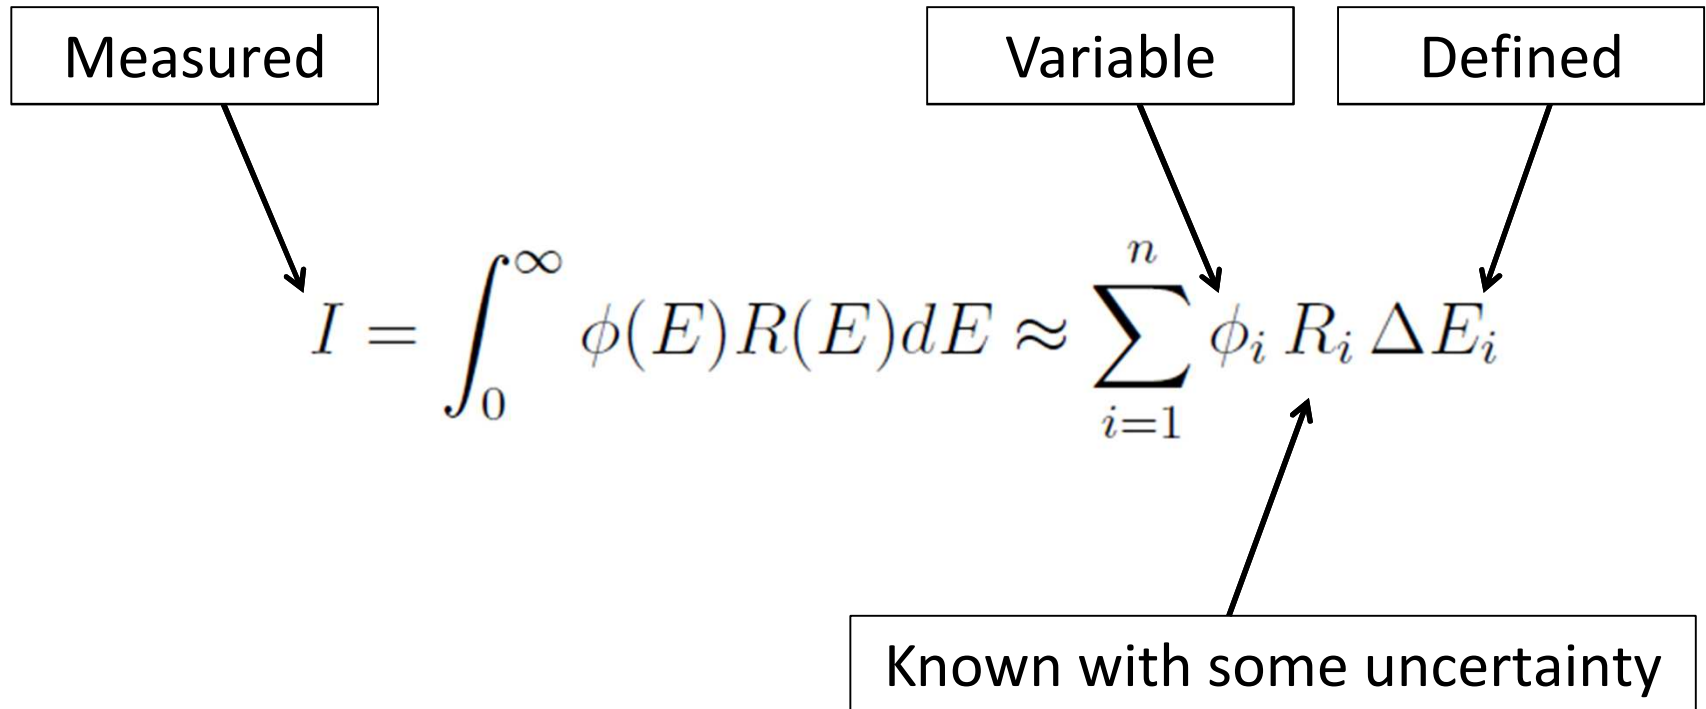 Measured
Variable
Defined
I = ∫₀^∞ ϕ(E)R(E)dE ≈ ∑ᵢ₌₁ⁿ ϕᵢ Rᵢ ΔEᵢ
Known with some uncertainty